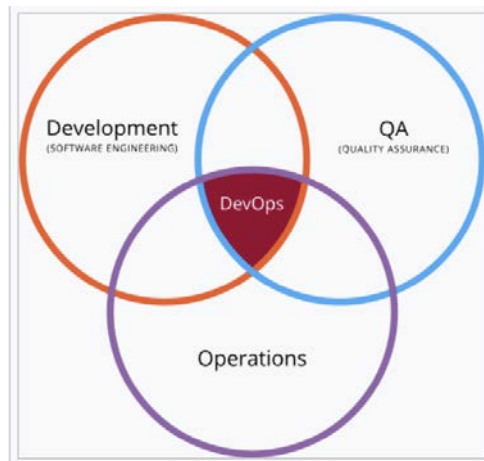 Development
(SOFTWARE ENGINEERING)
QA
(QUALITY ASSURANCE)
DevOps
Operations